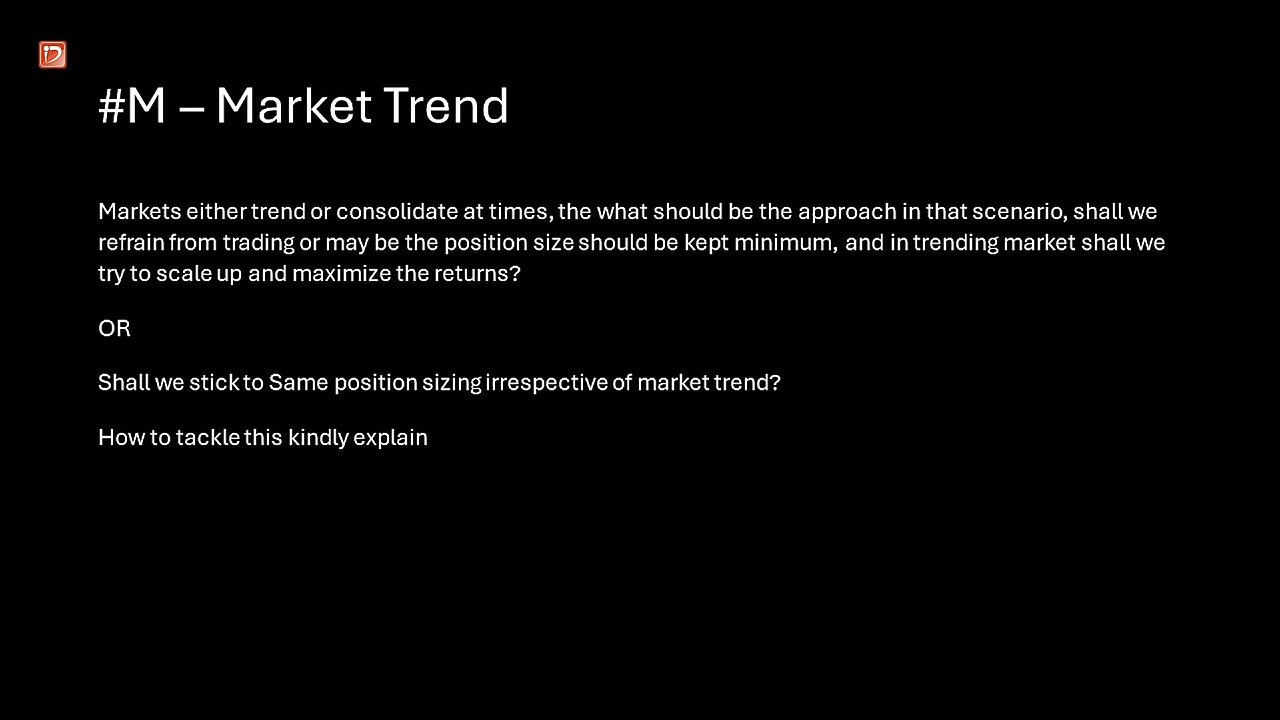 #M – Market Trend
Markets either trend or consolidate at times, the what should be the approach in that scenario, shall we
refrain from trading or may be the position size should be kept minimum, and in trending market shall we
try to scale up and maximize the returns?
OR
Shall we stick to Same position sizing irrespective of market trend?
How to tackle this kindly explain